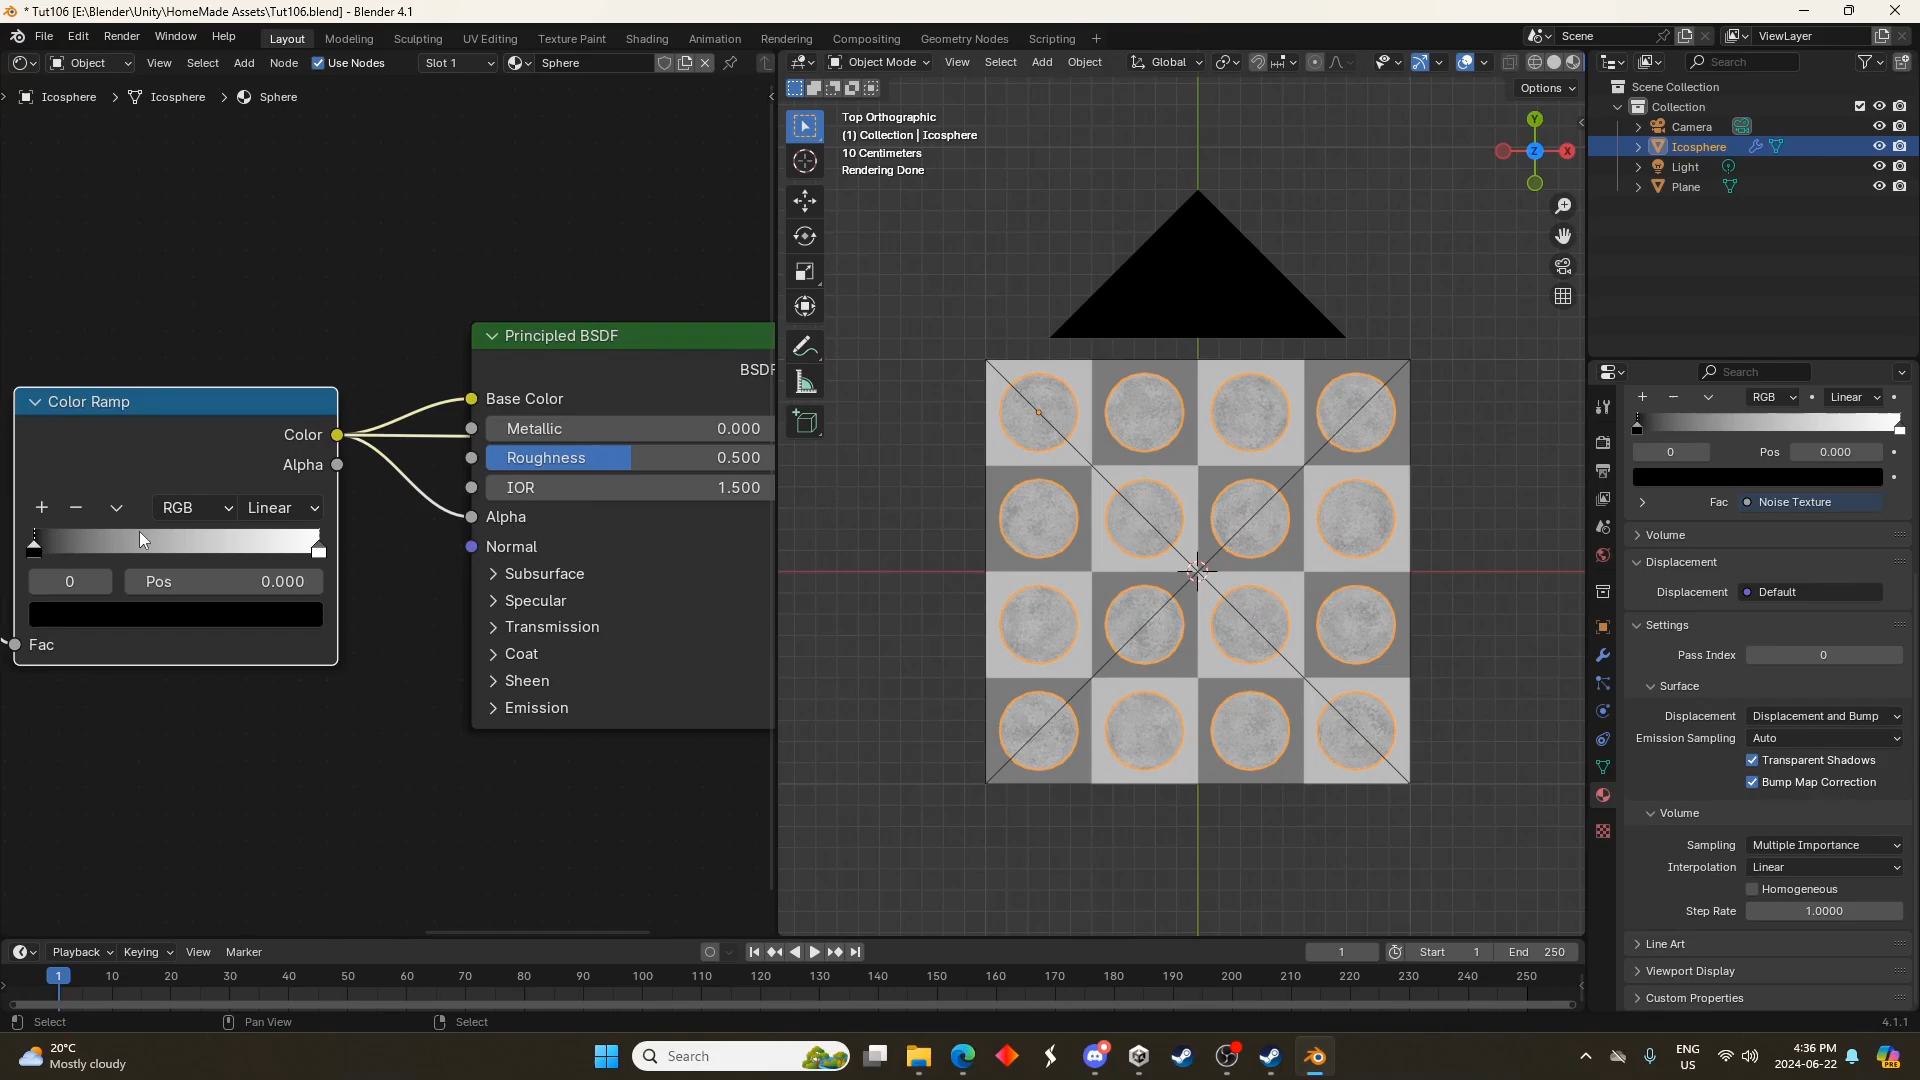 * Tut106 [E:\Blender\Unity\HomeMade Assets\Tut106.blend] - Blender 4.1
File Edit Render Window Help
Layout Modeling Sculpting UV Editing Texture Paint Shading Animation Rendering Compositing Geometry Nodes Scripting +
Scene
ViewLayer
Object View Select Add Node Use Nodes Slot 1 Sphere
Object Mode View Select Add Object Global
Search
Options
Icosphere > Icosphere > Sphere
Top Orthographic
(1) Collection | Icosphere
10 Centimeters
Rendering Done
Y
Z
X
Scene Collection
Collection
Camera
Icosphere
Light
Plane
Color Ramp
Color
Alpha
RGB Linear
0 Pos 0.000
Fac
Principled BSDF
BSDF
Base Color
Metallic 0.000
Roughness 0.500
IOR 1.500
Alpha
Normal
Subsurface
Specular
Transmission
Coat
Sheen
Emission
Search
RGB Linear
0 Pos 0.000
Fac Noise Texture
Volume
Displacement
Displacement Default
Settings
Pass Index 0
Surface
Displacement Displacement and Bump
Emission Sampling Auto
Transparent Shadows
Bump Map Correction
Volume
Sampling Multiple Importance
Interpolation Linear
Homogeneous
Step Rate 1.0000
Line Art
Viewport Display
Custom Properties
Playback Keying View Marker
1 Start 1 End 250
1 10 20 30 40 50 60 70 80 90 100 110 120 130 140 150 160 170 180 190 200 210 220 230 240 250
Select Pan View Select
4.1.1
20°C
Mostly cloudy
Search
ENG
US
4:36 PM
2024-06-22
PRE